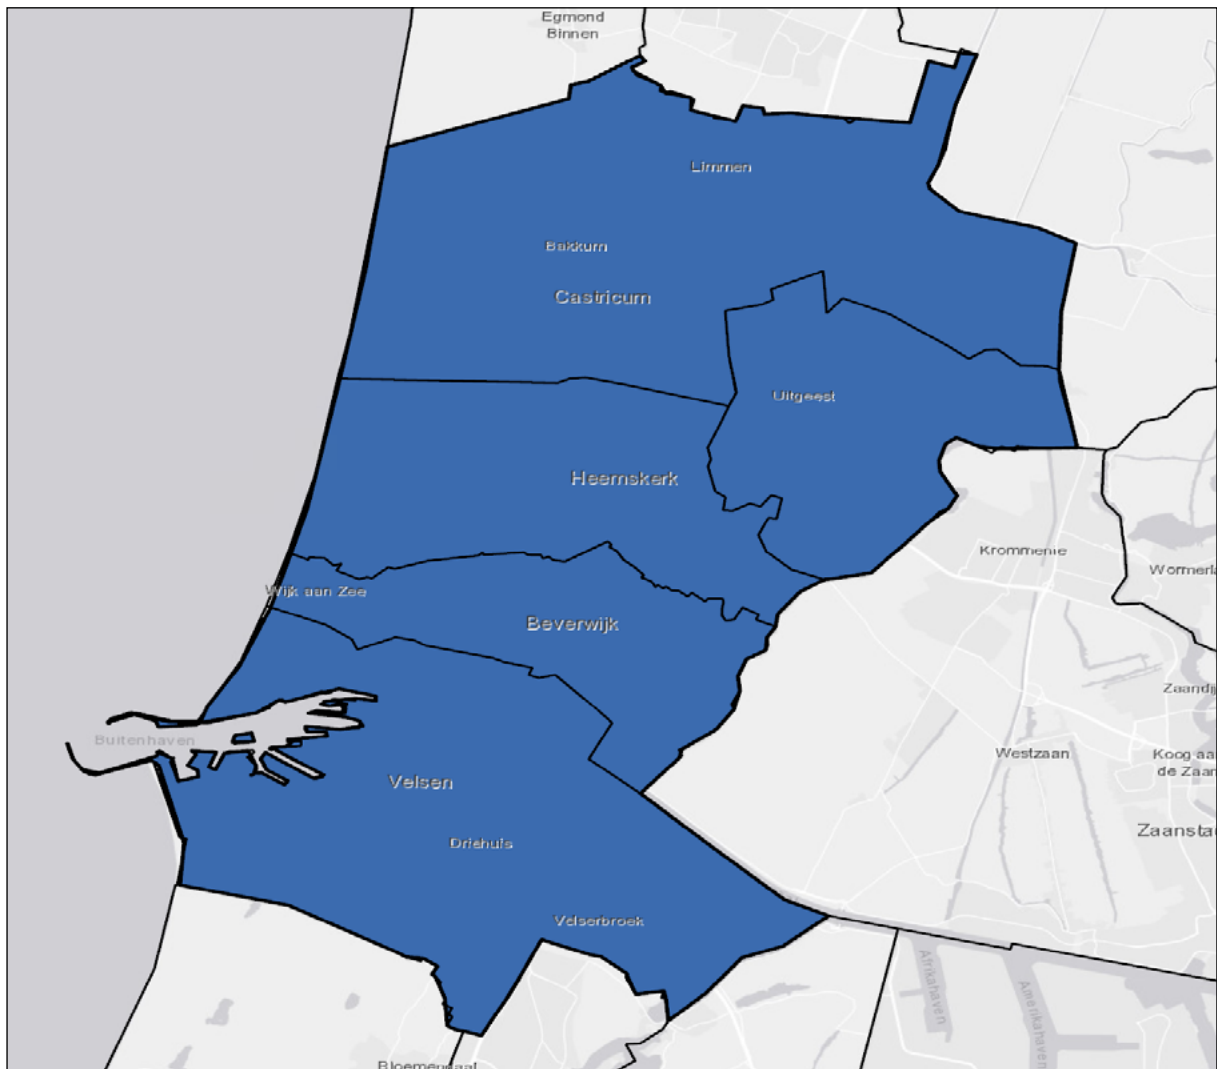 Egmond
Binnen
Limmen
Bakkum
Castricum
Uitgeest
Heemskerk
Krommenie
Wormerla
Wijk aan Zee
Beverwijk
Zaandij
Buitenhaven
Westzaan
Koog aa
de Zaan
Velsen
Zaansta
Driehuis
Velserbroek
Afrikahaven
Amerikahaven
Bloemendaal